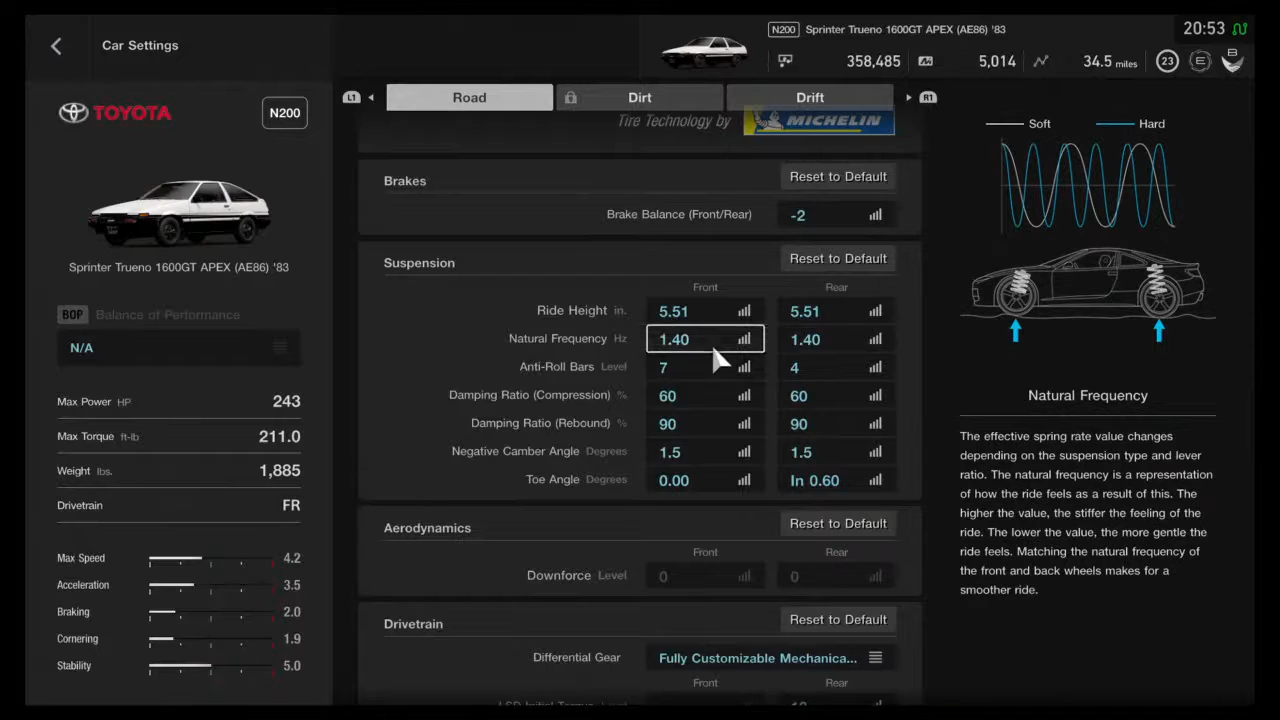 Car Settings
N200 Sprinter Trueno 1600GT APEX (AE86) '83
20:53
358,485 5,014 34.5 miles 23 E B
TOYOTA N200
L1 Road Dirt Drift R1
Tire Technology by MICHELIN
Soft Hard
Brakes Reset to Default
Brake Balance (Front/Rear) -2
Sprinter Trueno 1600GT APEX (AE86) '83
Suspension Reset to Default
Front Rear
Ride Height in. 5.51 5.51
Natural Frequency Hz 1.40 1.40
Anti-Roll Bars Level 7 4
Damping Ratio (Compression) % 60 60
Damping Ratio (Rebound) % 90 90
Negative Camber Angle Degrees 1.5 1.5
Toe Angle Degrees 0.00 In 0.60
BOP Balance of Performance
N/A
Max Power HP 243
Max Torque ft-lb 211.0
Weight lbs. 1,885
Drivetrain FR
Max Speed 4.2
Acceleration 3.5
Braking 2.0
Cornering 1.9
Stability 5.0
Aerodynamics Reset to Default
Front Rear
Downforce Level 0 0
Drivetrain Reset to Default
Differential Gear Fully Customizable Mechanica...
Front Rear
Natural Frequency
The effective spring rate value changes
depending on the suspension type and lever
ratio. The natural frequency is a representation
of how the ride feels as a result of this. The
higher the value, the stiffer the feeling of the
ride. The lower the value, the more gentle the
ride feels. Matching the natural frequency of
the front and back wheels makes for a
smoother ride.